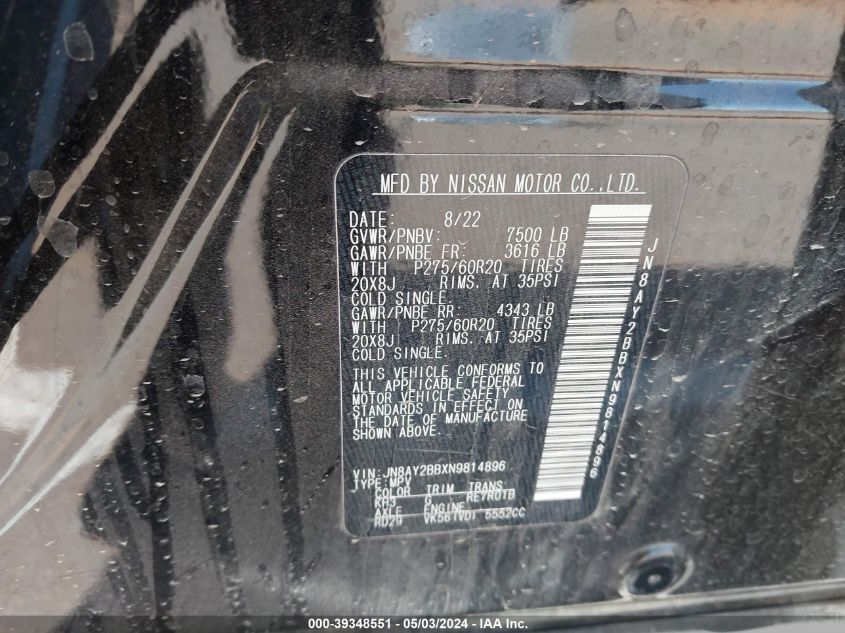 MFD BY NISSAN MOTOR CO.,LTD.
DATE: 8/22
GVWR/PNBV: 7500 LB
GAWR/PNBE FR: 3616 LB
WITH P275/60R20 TIRES
20X8J RIMS. AT 35PSI
COLD SINGLE.
GAWR/PNBE RR: 4343 LB
WITH P275/60R20 TIRES
20X8J RIMS. AT 35PSI
COLD SINGLE.
THIS VEHICLE CONFORMS TO
ALL APPLICABLE FEDERAL
MOTOR VEHICLE SAFETY
STANDARDS IN EFFECT ON
THE DATE OF MANUFACTURE
SHOWN ABOVE.
VIN: JN8AY2BBXN9814896
TYPE: MPV
COLOR TRIM TRANS
KH3 G RE7R01B
AXLE ENGINE
RD29 VK56(VD) 5552CC
JN8AY2BBXN9814896
000-39348551 - 05/03/2024 - IAA Inc.